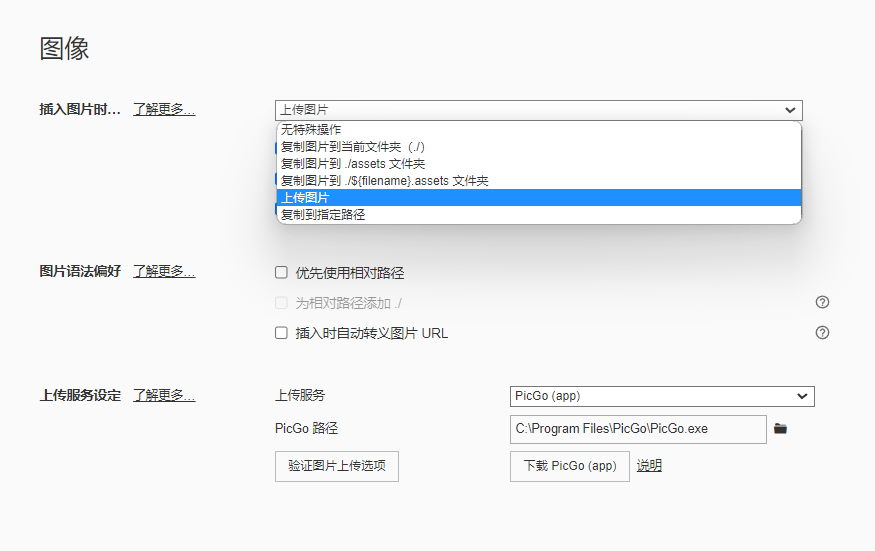 图像
插入图片时... 了解更多... 上传图片
无特殊操作
复制图片到当前文件夹（./）
复制图片到 ./assets 文件夹
复制图片到 ./${filename}.assets 文件夹
上传图片
复制到指定路径
图片语法偏好 了解更多... 优先使用相对路径
为相对路径添加 ./
插入时自动转义图片 URL
上传服务设定 了解更多... 上传服务 PicGo (app)
PicGo 路径 C:\Program Files\PicGo\PicGo.exe
验证图片上传选项 下载 PicGo (app) 说明